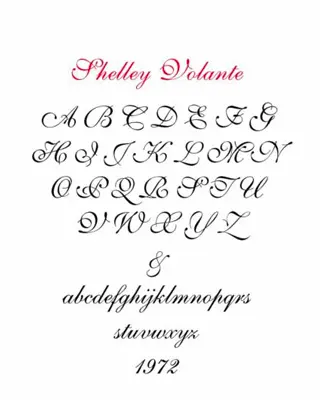 Shelley Volante
A B C D E F G
H I J K L M N
O P Q R S T U
V W X Y Z
&
abcdefghijklmnopqrs
stuvwxyz
1972